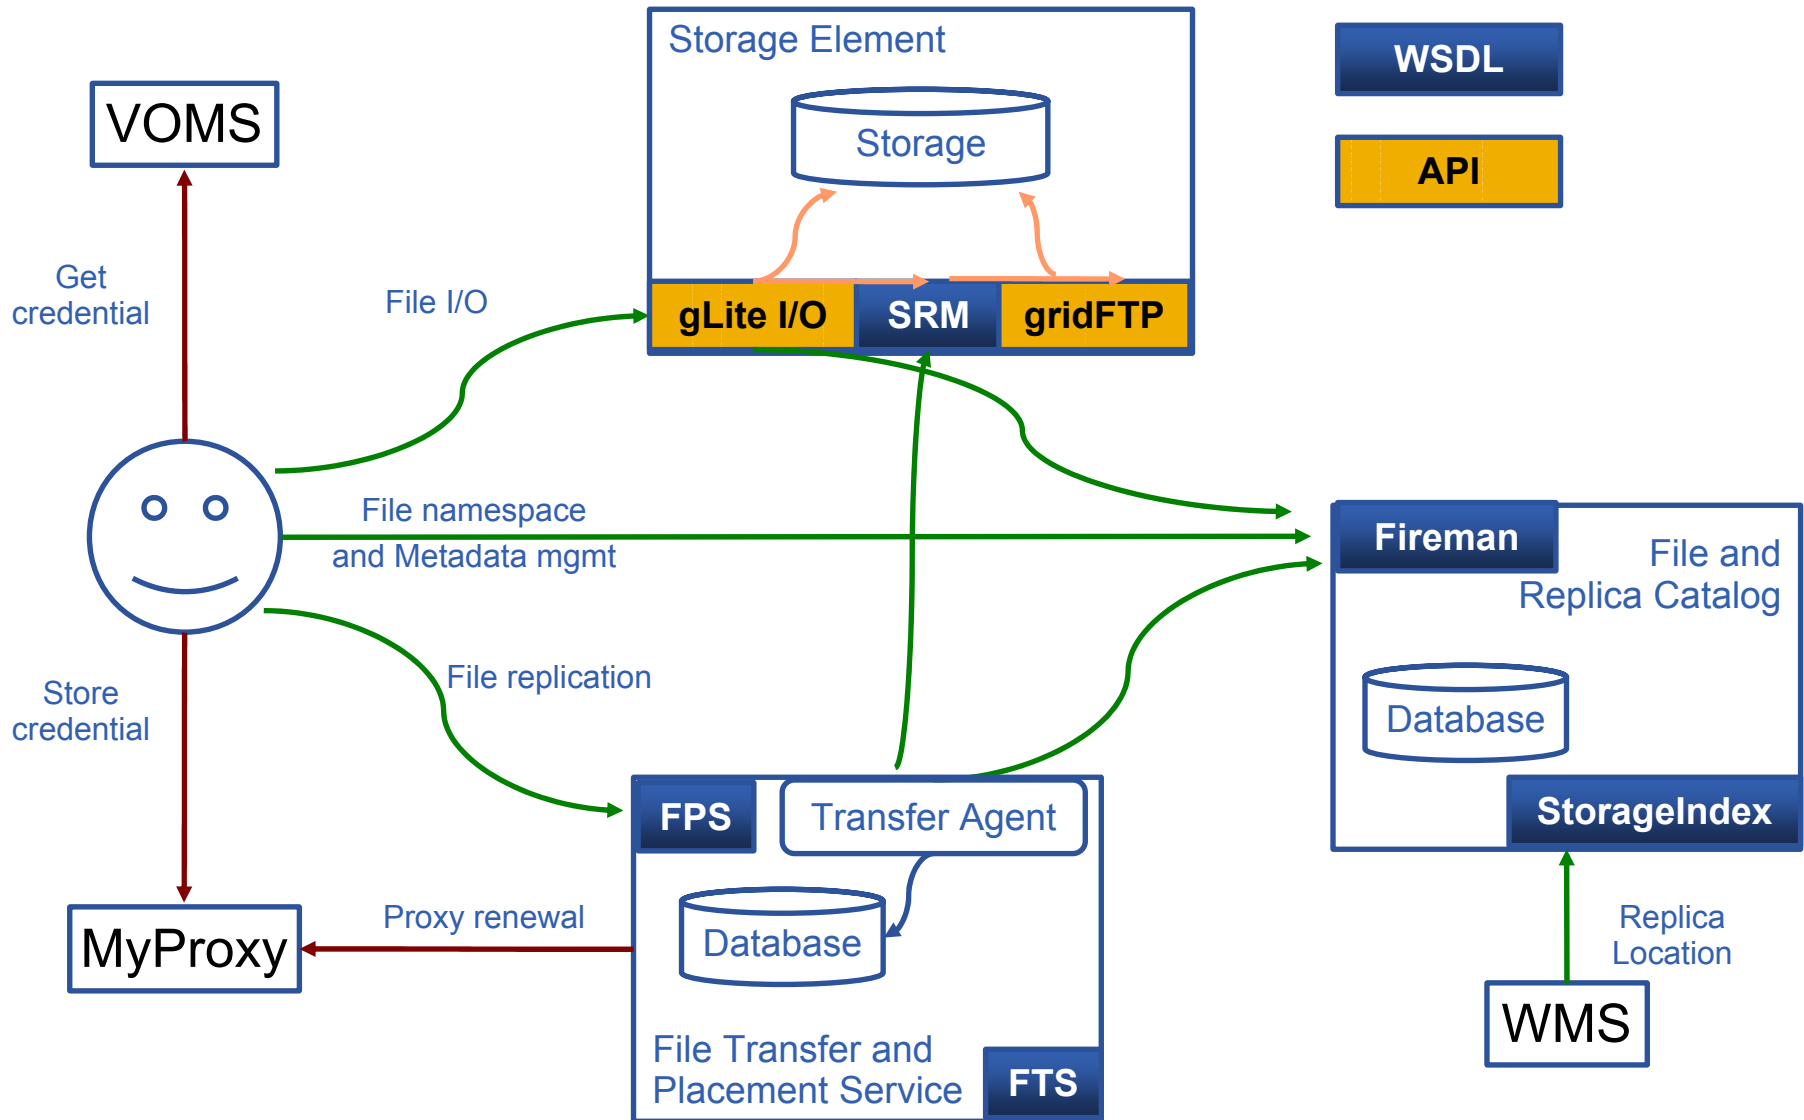 Storage Element
WSDL
VOMS
Storage
API
Get
credential
File I/O
gLite I/O
SRM
gridFTP
File namespace
and Metadata mgmt
Fireman
File and
Replica Catalog
File replication
Store
credential
Database
FPS
Transfer Agent
StorageIndex
Proxy renewal
MyProxy
Database
Replica
Location
WMS
File Transfer and
Placement Service
FTS